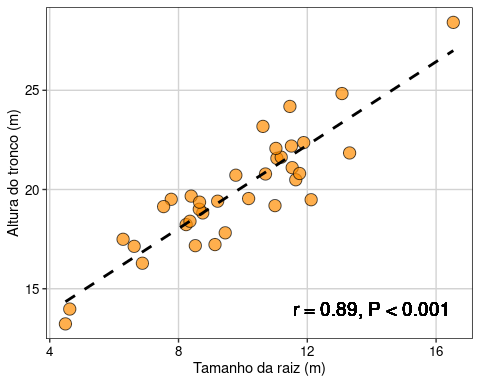 25
20
15
4
8
12
16
Altura do tronco (m)
Tamanho da raiz (m)
r = 0.89, P < 0.001